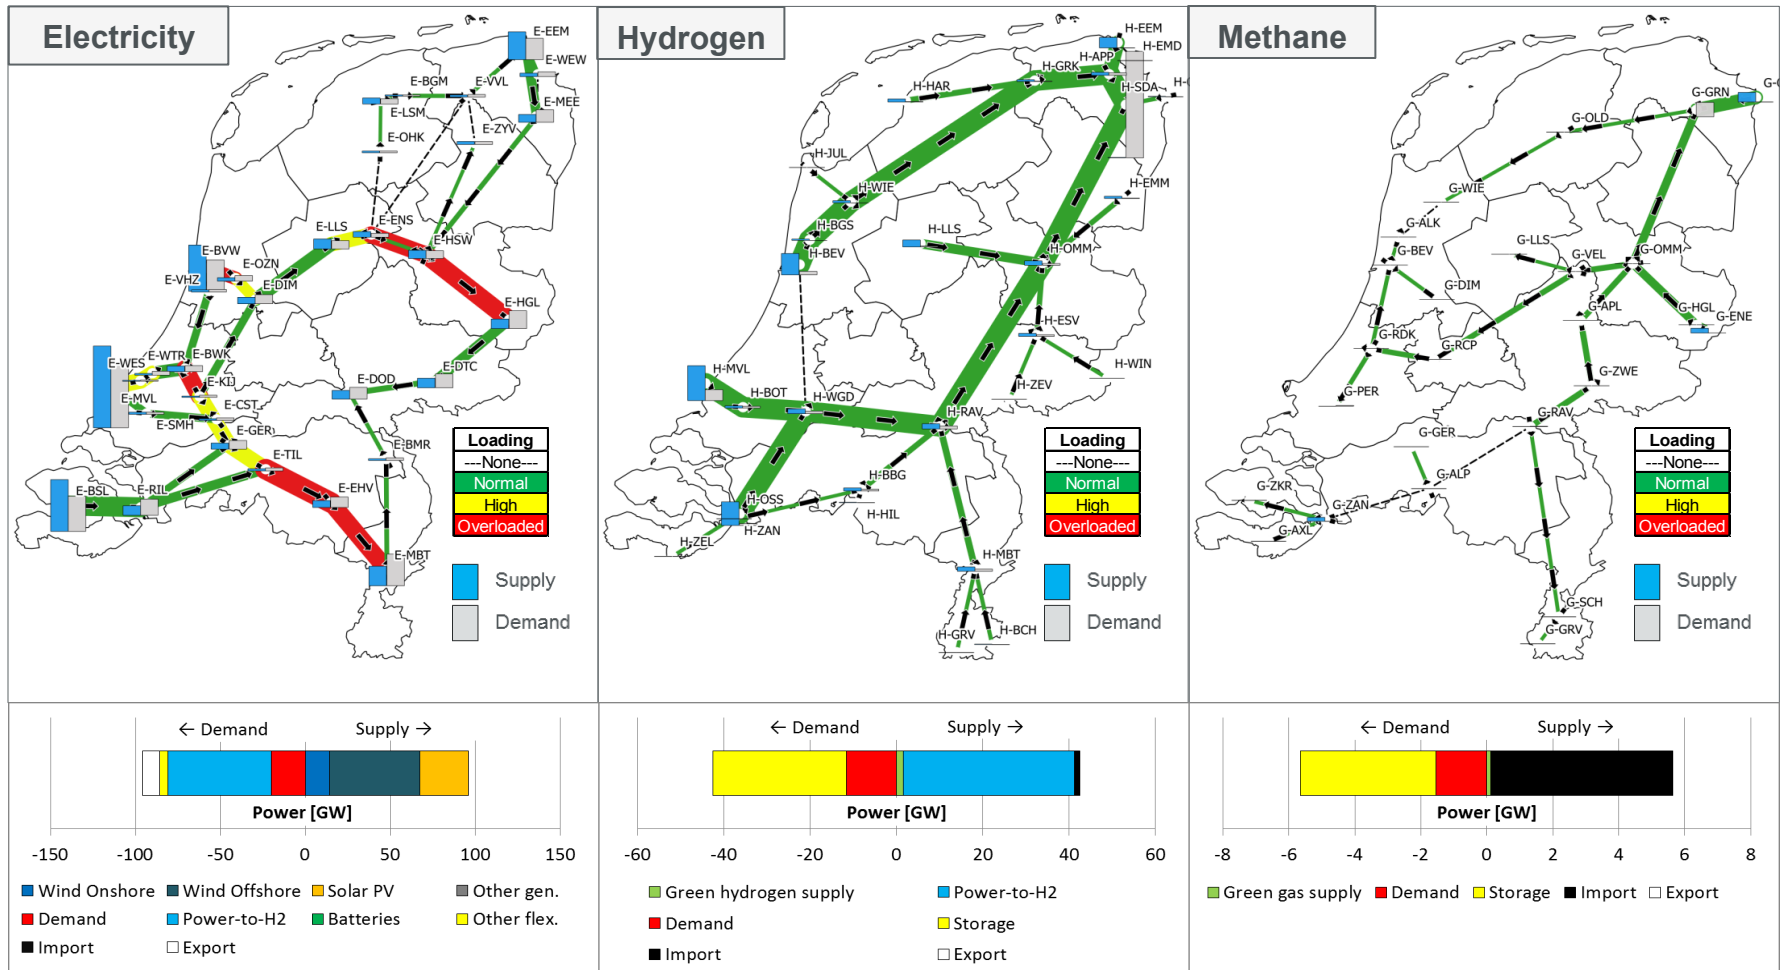 Electricity
E-EEM
E-WEW
E-BGM
E-VVL
E-MEE
E-LSM
E-ZYV
E-OHK
E-ENS
E-LLS
E-HSW
E-BVW
E-OZN
E-VHZ
E-DIM
E-HGL
E-WTR
E-BWK
E-WES
E-DTC
E-KIJ
E-DOD
E-MVL
E-CST
E-SMH
E-GER
E-BMR
E-TIL
E-BSL
E-RIL
E-EHV
E-MBT
Loading
---None---
Normal
High
Overloaded
Supply
Demand
Hydrogen
H-EEM
H-EMD
H-APP
H-GRK
H-HAR
H-SDA
H-JUL
H-WIE
H-EMM
H-BGS
H-LLS
H-BEV
H-OMM
H-ESV
H-WIN
H-MVL
H-ZEV
H-BOT
H-WGD
H-RAV
H-BBG
H-OSS
H-HIL
H-ZAN
H-ZEL
H-MBT
H-GRV
H-BCH
Loading
---None---
Normal
High
Overloaded
Supply
Demand
Methane
G-GRN
G-OLD
G-WIE
G-ALK
G-BEV
G-LLS
G-VEL
G-OMM
G-DIM
G-APL
G-HGL
G-ENE
G-RDK
G-RCP
G-ZWE
G-PER
G-RAV
G-GER
G-ALP
G-ZKR
G-ZAN
G-AXL
G-SCH
G-GRV
Loading
---None---
Normal
High
Overloaded
Supply
Demand
← Demand Supply →
Power [GW]
-150 -100 -50 0 50 100 150
Wind Onshore Wind Offshore Solar PV Other gen.
Demand Power-to-H2 Batteries Other flex.
Import Export
← Demand Supply →
Power [GW]
-60 -40 -20 0 20 40 60
Green hydrogen supply Power-to-H2
Demand Storage
Import Export
← Demand Supply →
Power [GW]
-8 -6 -4 -2 0 2 4 6 8
Green gas supply Demand Storage Import Export